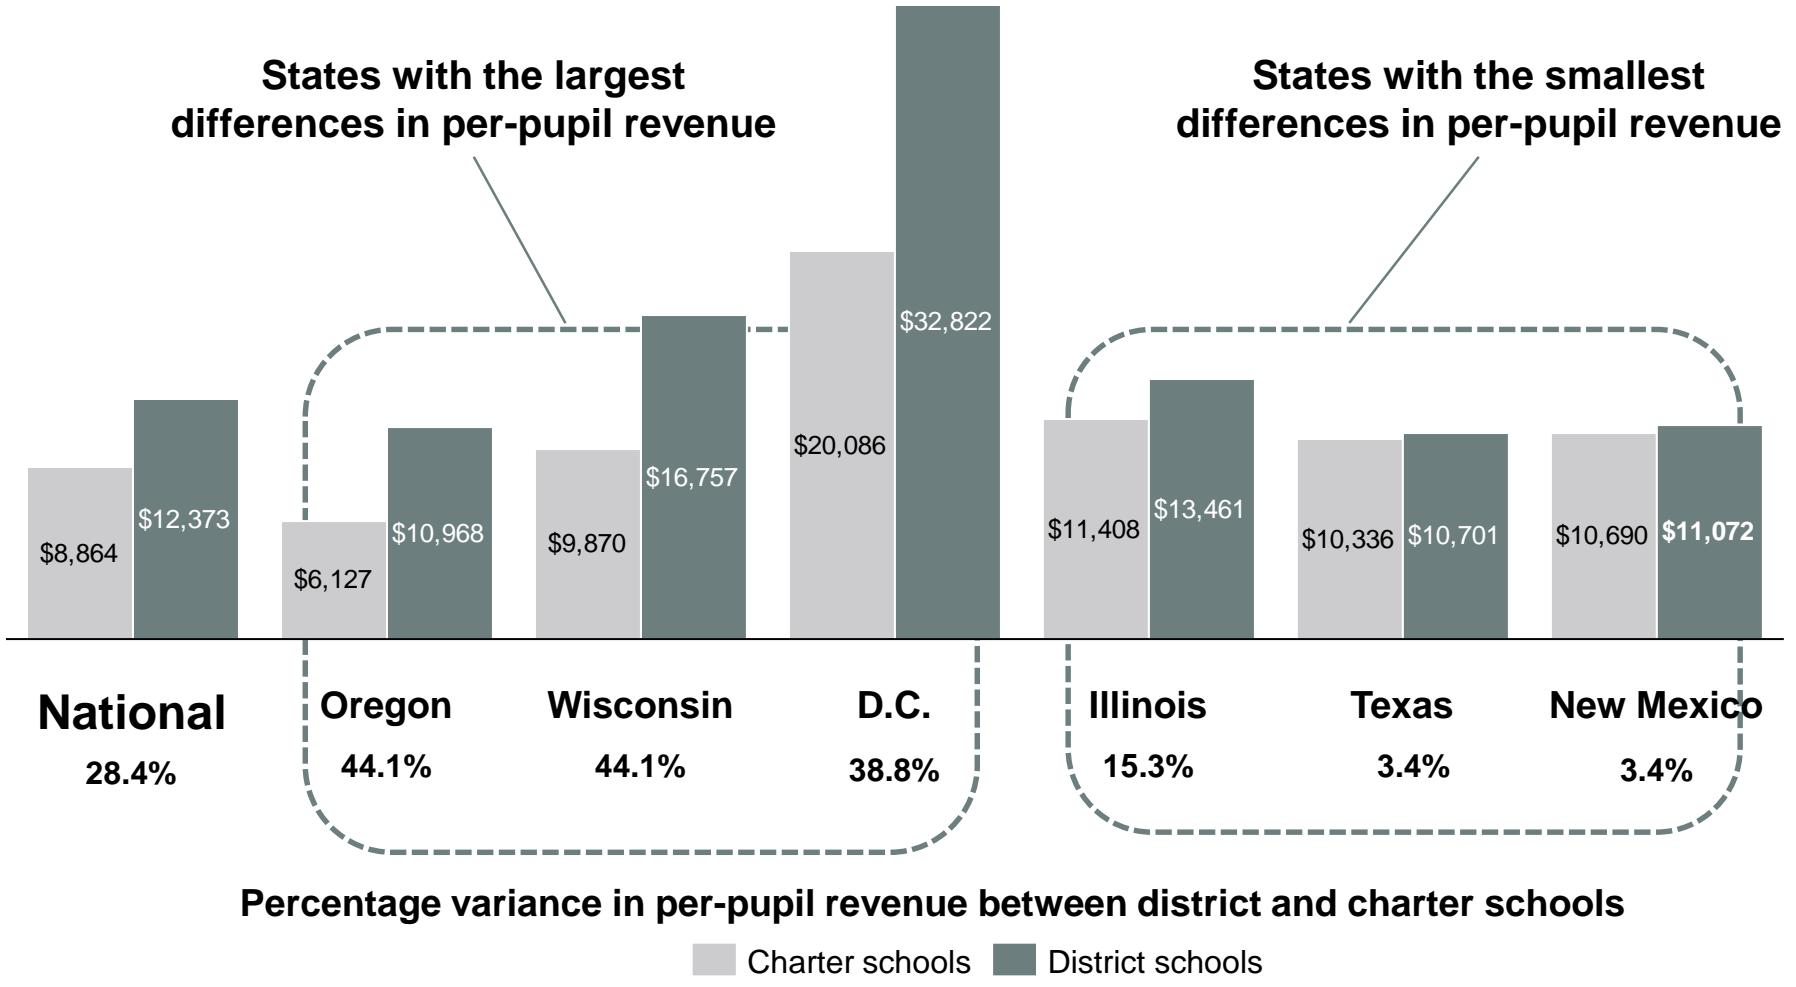 States with the largest
differences in per-pupil revenue
States with the smallest
differences in per-pupil revenue
$8,864
$12,373
$6,127
$10,968
$9,870
$16,757
$20,086
$32,822
$11,408
$13,461
$10,336
$10,701
$10,690
$11,072
National
Oregon
Wisconsin
D.C.
Illinois
Texas
New Mexico
28.4%
44.1%
44.1%
38.8%
15.3%
3.4%
3.4%
Percentage variance in per-pupil revenue between district and charter schools
Charter schools
District schools